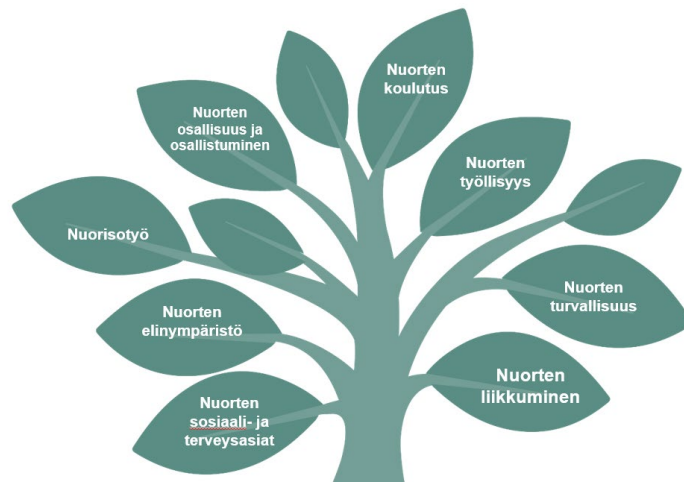 Nuorten
koulutus
Nuorten
osallisuus ja
osallistuminen
Nuorten
työllisyys
Nuorisotyö
Nuorten
turvallisuus
Nuorten
elinympäristö
Nuorten
liikkuminen
Nuorten
sosiaali- ja
terveysasiat